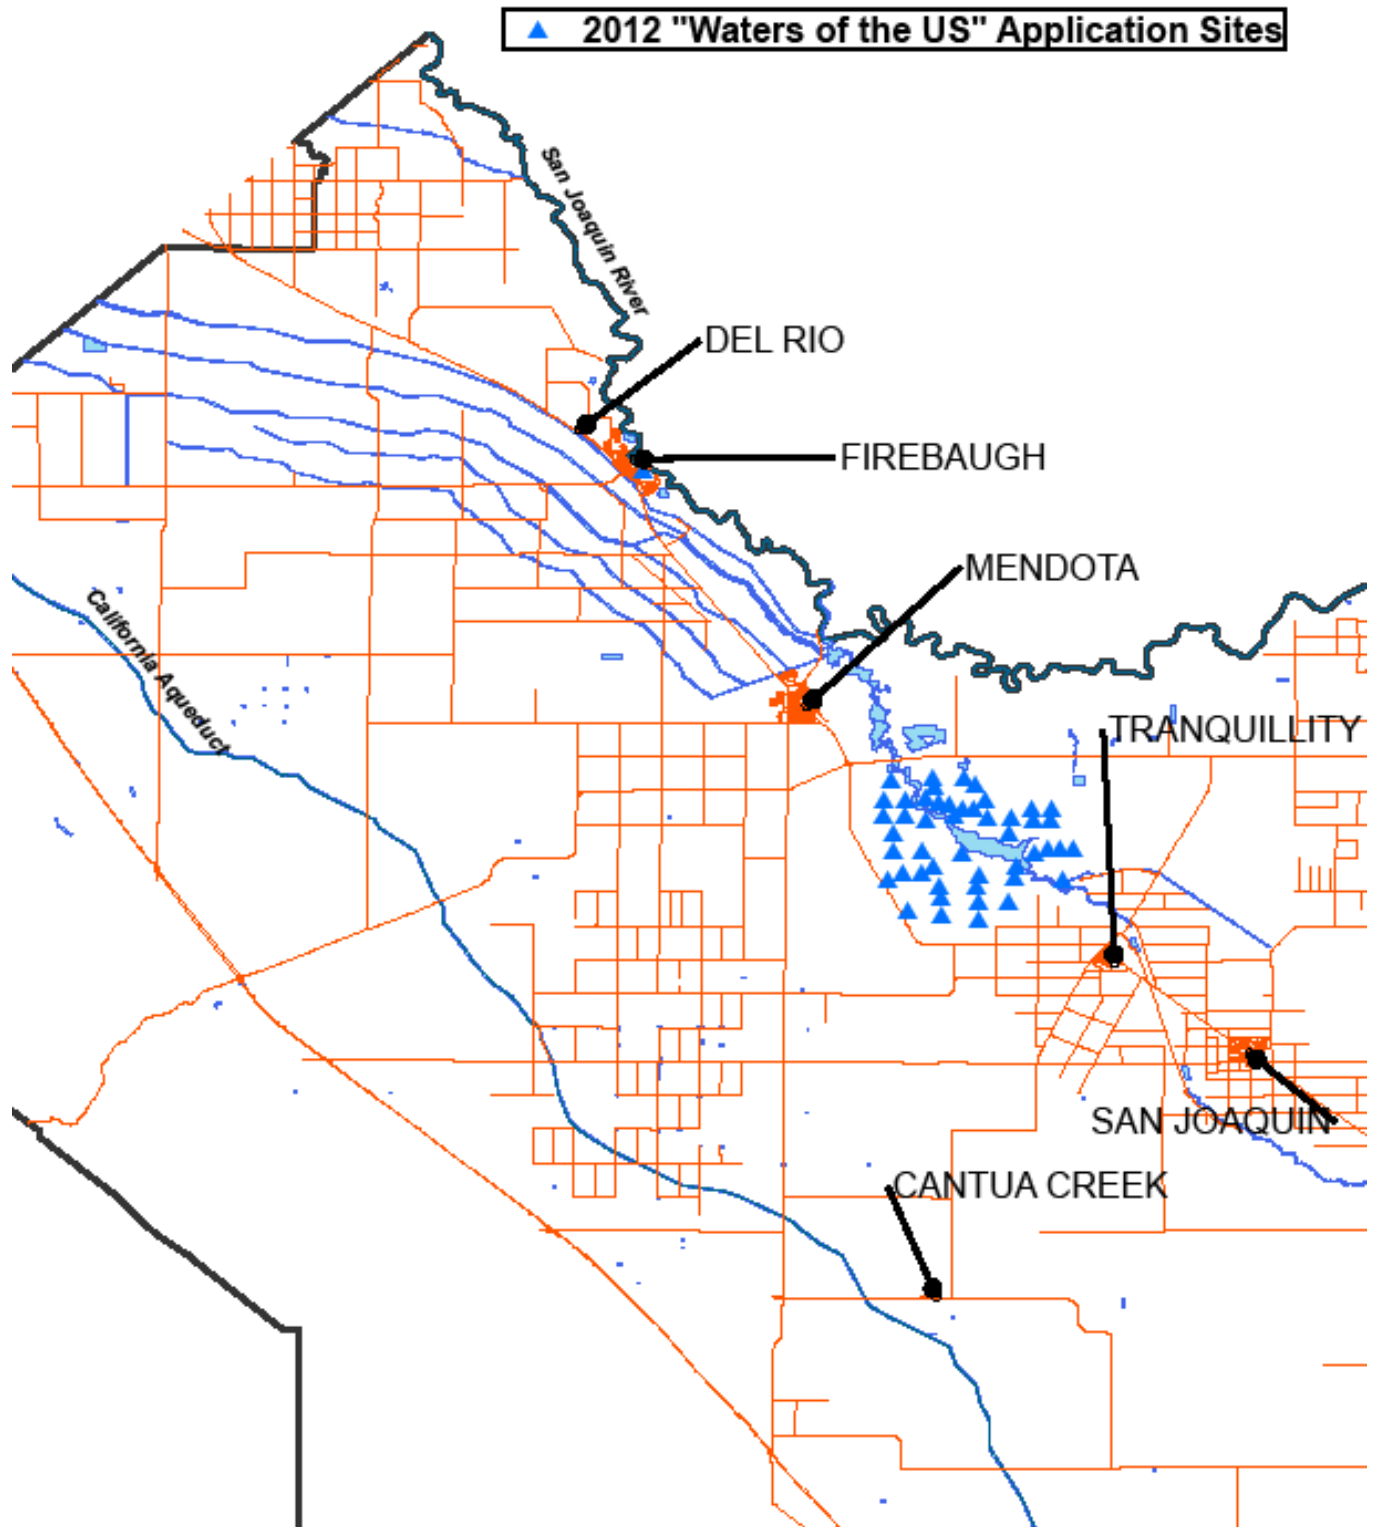 2012 "Waters of the US" Application Sites
San Joaquin River
DEL RIO
FIREBAUGH
MENDOTA
California Aqueduct
TRANQUILLITY
SAN JOAQUIN
CANTUA CREEK